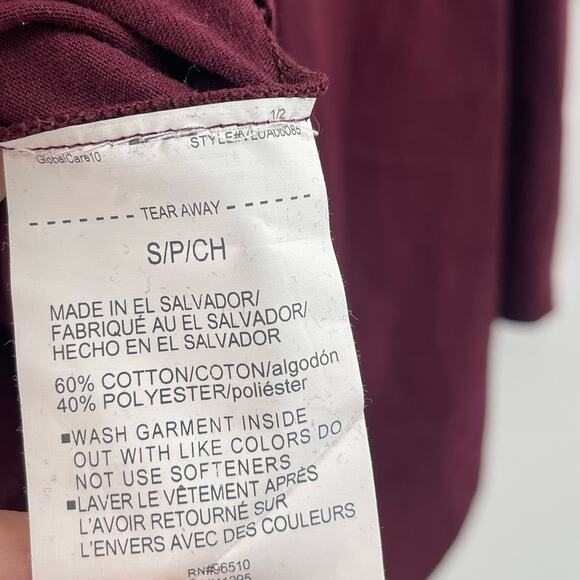 1/2
STYLE#VLUA00085
GlobalCare10
TEAR AWAY
S/P/CH
MADE IN EL SALVADOR/
FABRIQUÉ AU EL SALVADOR/
HECHO EN EL SALVADOR
60% COTTON/COTON/algodón
40% POLYESTER/poliéster
▪WASH GARMENT INSIDE
OUT WITH LIKE COLORS DO
NOT USE SOFTENERS
▪LAVER LE VÊTEMENT APRÈS
L'AVOIR RETOURNÉ SUR
L'ENVERS AVEC DES COULEURS
RN#96510